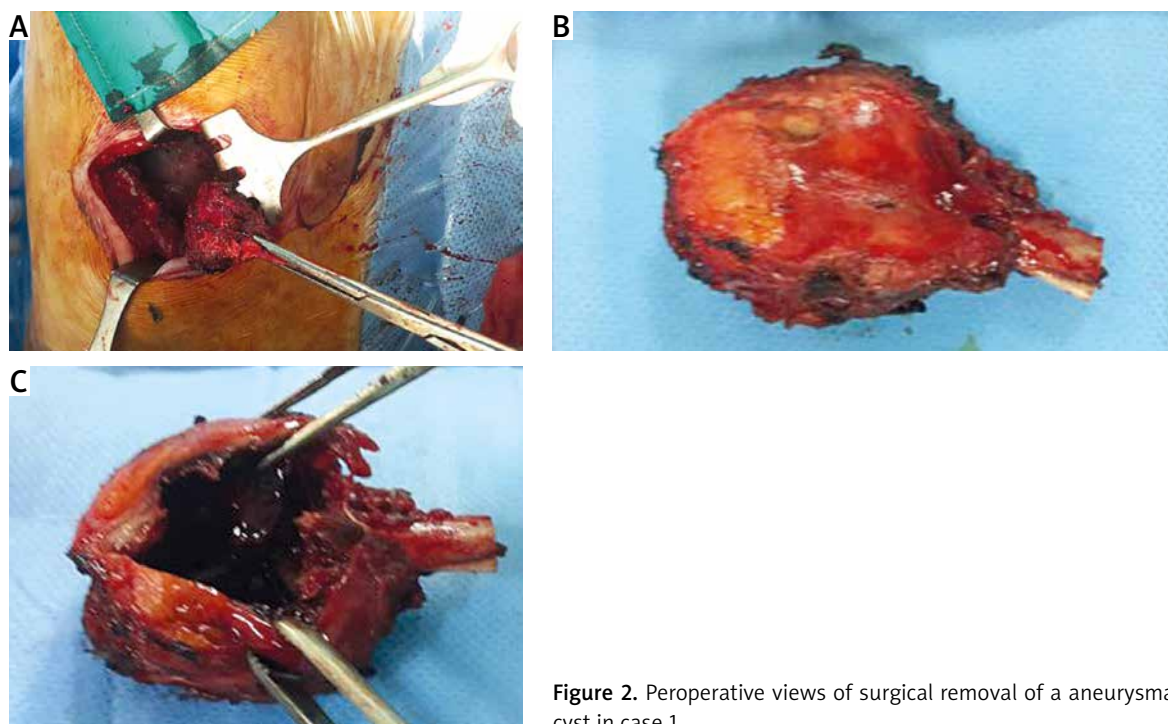 A
B
C
Figure 2. Peroperative views of surgical removal of a aneurysma
cyst in case 1